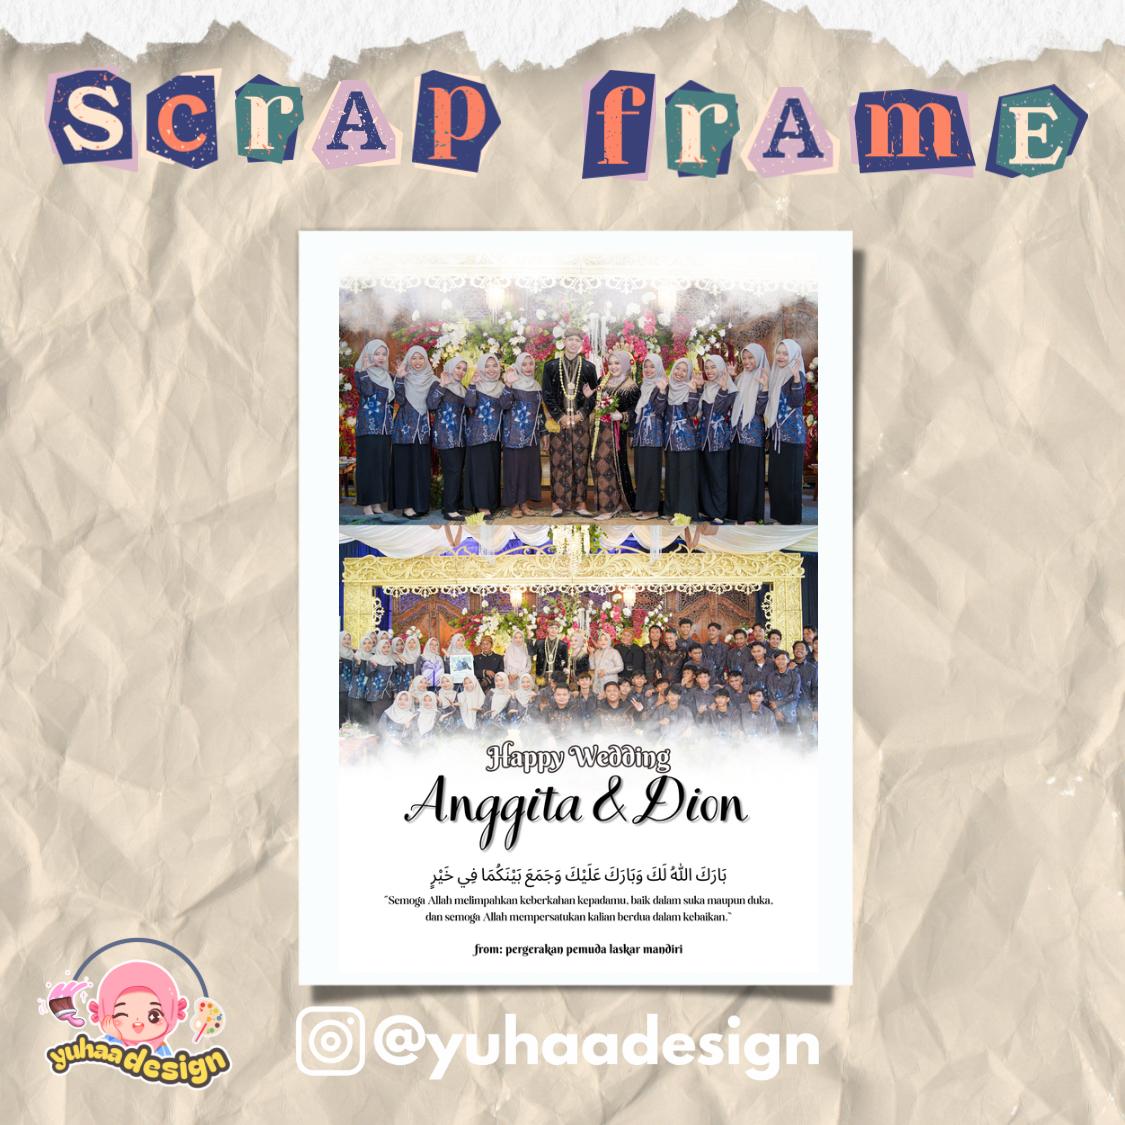 ScrAp frAmE
Happy Wedding
Anggita & Dion
بَارَكَ اللهُ لَكَ وَبَارَكَ عَلَيْكَ وَجَمَعَ بَيْنَكُمَا فِي خَيْرٍ
"Semoga Allah melimpahkan keberkahan kepadamu, baik dalam suka maupun duka,
dan semoga Allah mempersatukan kalian berdua dalam kebaikan."
from: pergerakan pemuda laskar mandiri
yuhaadesign
@yuhaadesign